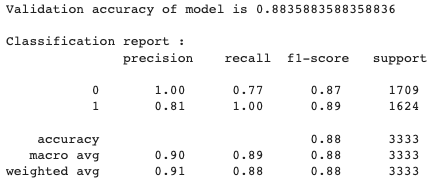 Validation accuracy of model is 0.8835883588358836
Classification report :
precision recall f1-score support
0 1.00 0.77 0.87 1709
1 0.81 1.00 0.89 1624
accuracy 0.88 3333
macro avg 0.90 0.89 0.88 3333
weighted avg 0.91 0.88 0.88 3333